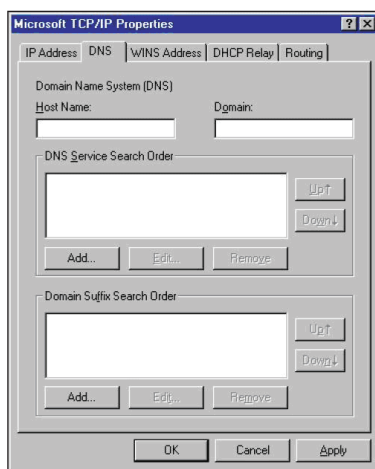 Microsoft TCP/IP Properties
IP Address DNS WINS Address DHCP Relay Routing
Domain Name System (DNS)
Host Name: Domain:
DNS Service Search Order
Up↑
Down↓
Add... Edit... Remove
Domain Suffix Search Order
Up↑
Down↓
Add... Edit... Remove
OK Cancel Apply